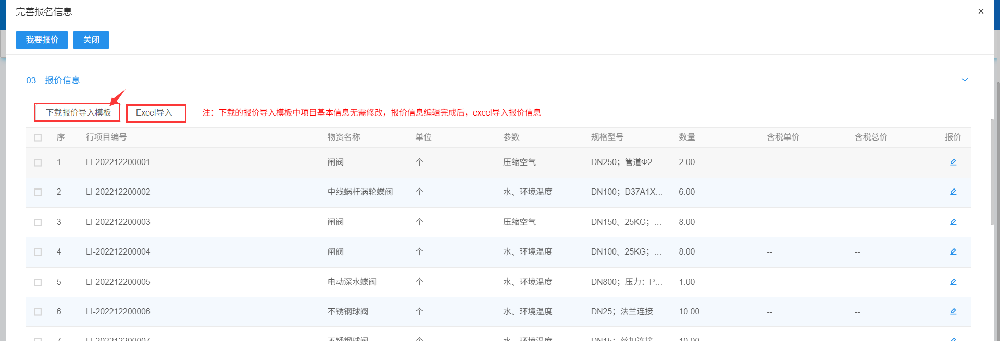 完善报名信息
×
我要报价 关闭
03 报价信息
下载报价导入模板 Excel导入 注：下载的报价导入模板中项目基本信息无需修改，报价信息编辑完成后，excel导入报价信息
序 行项目编号 物资名称 单位 参数 规格型号 数量 含税单价 含税总价 报价
1 LI-202212200001 闸阀 个 压缩空气 DN250；管道Φ2... 2.00 -- --
2 LI-202212200002 中线蜗杆涡轮蝶阀 个 水、环境温度 DN100；D37A1X... 6.00 -- --
3 LI-202212200003 闸阀 个 压缩空气 DN150、25KG；... 8.00 -- --
4 LI-202212200004 闸阀 个 水、环境温度 DN100、25KG；... 8.00 -- --
5 LI-202212200005 电动深水蝶阀 个 水、环境温度 DN800；压力：P... 1.00 -- --
6 LI-202212200006 不锈钢球阀 个 水、环境温度 DN25；法兰连接... 10.00 -- --
7 LI-202212200007 不锈钢球阀 个 水、环境温度 DN15；丝扣连接... 10.00